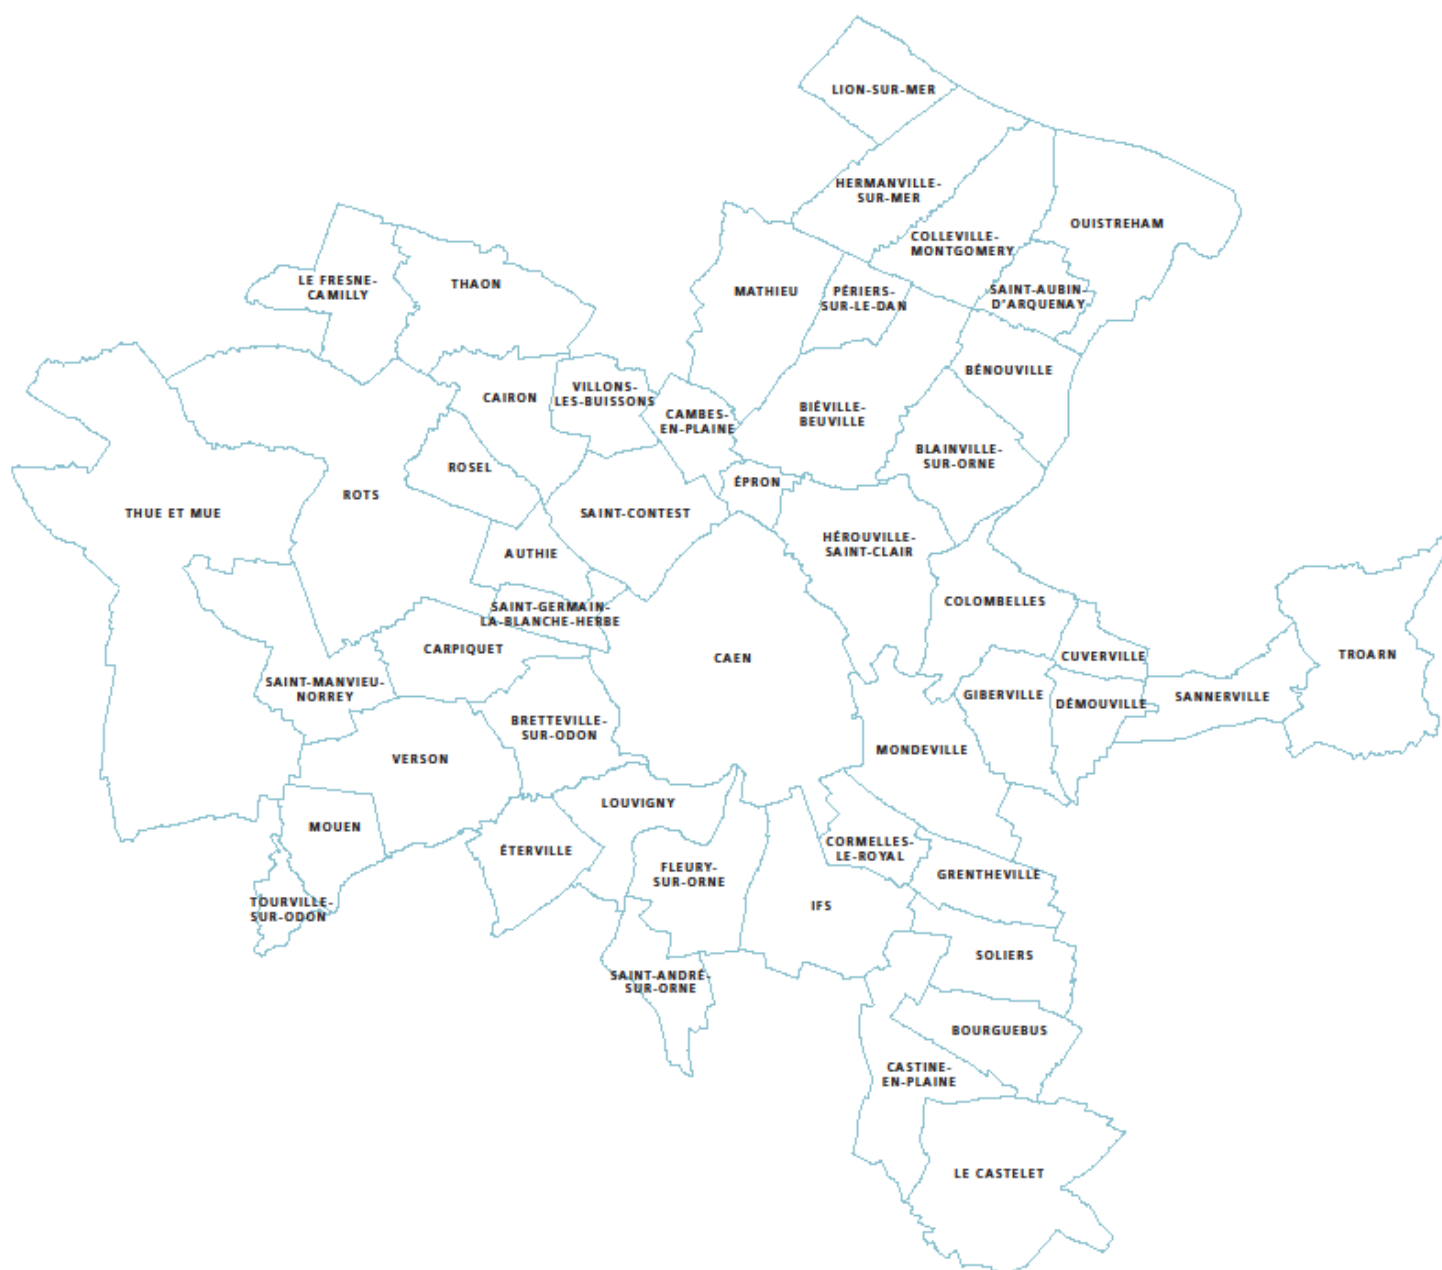 LION-SUR-MER
HERMANVILLE-
SUR-MER
OUISTREHAM
COLLEVILLE-
MONTGOMERY
LE FRESNE-
CAMILLY
THAON
MATHIEU
PÉRIERS-
SUR-LE-DAN
SAINT-AUBIN-
D'ARQUENAY
BÉNOUVILLE
VILLONS-
LES-BUISSONS
CAIRON
CAMBES-
EN-PLAINE
BIÉVILLE-
BEUVILLE
BLAINVILLE-
SUR-ORNE
ROSEL
ÉPRON
ROTS
THUE ET MUE
SAINT-CONTEST
HÉROUVILLE-
SAINT-CLAIR
AUTHIE
COLOMBELLES
SAINT-GERMAIN-
LA-BLANCHE-HERBE
CARPIQUET
CAEN
CUVERVILLE
TROARN
SAINT-MANVIEU-
NORREY
GIBERVILLE
DÉMOUVILLE
SANNERVILLE
BRETTEVILLE-
SUR-ODON
MONDEVILLE
VERSON
LOUVIGNY
MOUEN
ÉTERVILLE
CORMELLES-
LE-ROYAL
FLEURY-
SUR-ORNE
GRENTHEVILLE
TOURVILLE-
SUR-ODON
IFS
SOLIERS
SAINT-ANDRÉ-
SUR-ORNE
BOURGUEBUS
CASTINE-
EN-PLAINE
LE CASTELET